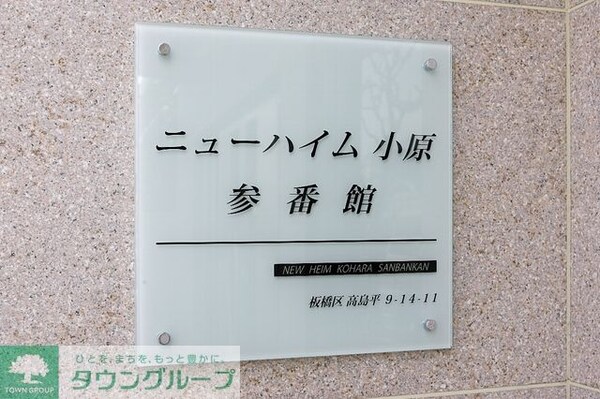 ニューハイム 小原
参番館
NEW HEIM KOHARA SANBANKAN
板橋区 高島平 9-14-11
ひとを、まちを、もっと豊かに。
タウングループ
TOWN GROUP